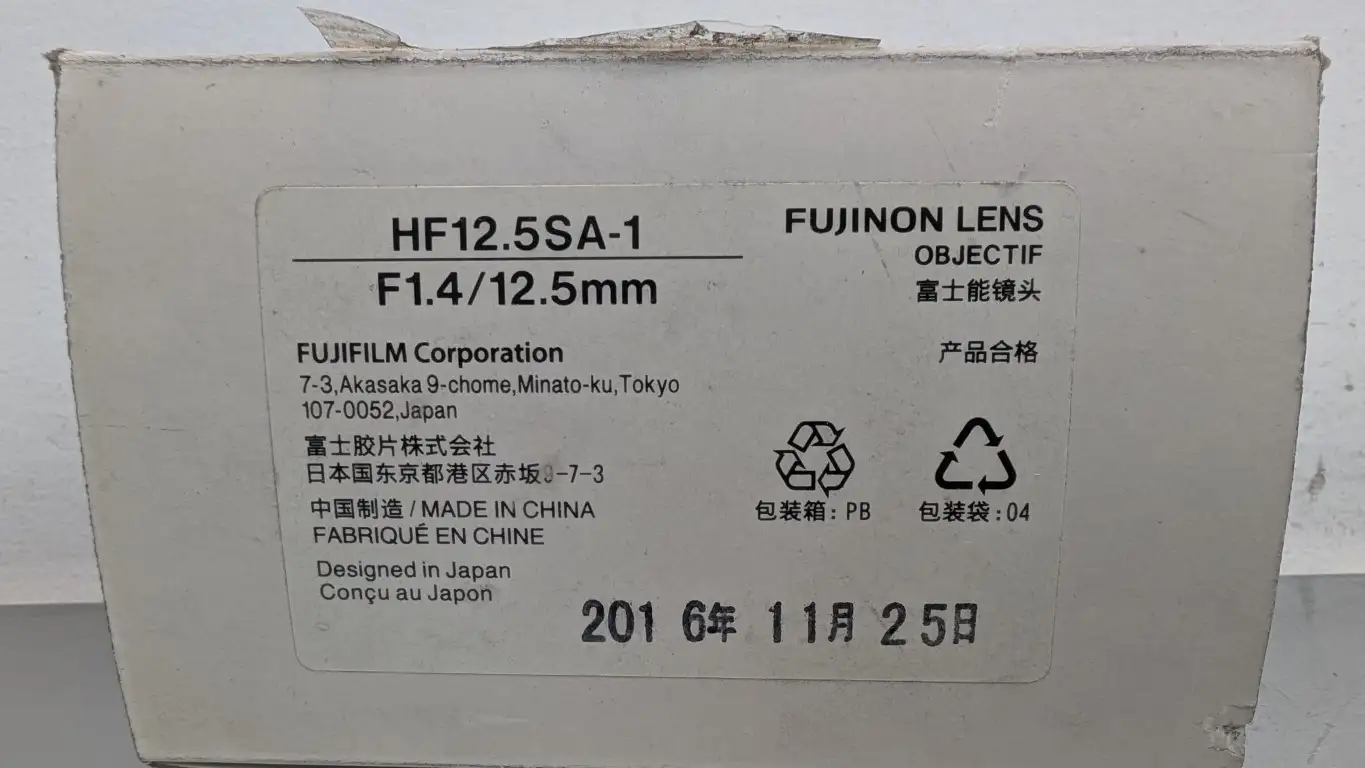 HF12.5SA-1
F1.4/12.5mm
FUJINON LENS
OBJECTIF
富士能镜头
产品合格
FUJIFILM Corporation
7-3,Akasaka 9-chome,Minato-ku,Tokyo
107-0052,Japan
富士胶片株式会社
日本国东京都港区赤坂9-7-3
中国制造 / MADE IN CHINA
FABRIQUÉ EN CHINE
Designed in Japan
Conçu au Japon
包装箱: PB
包装袋:04
2016年 11月 25日